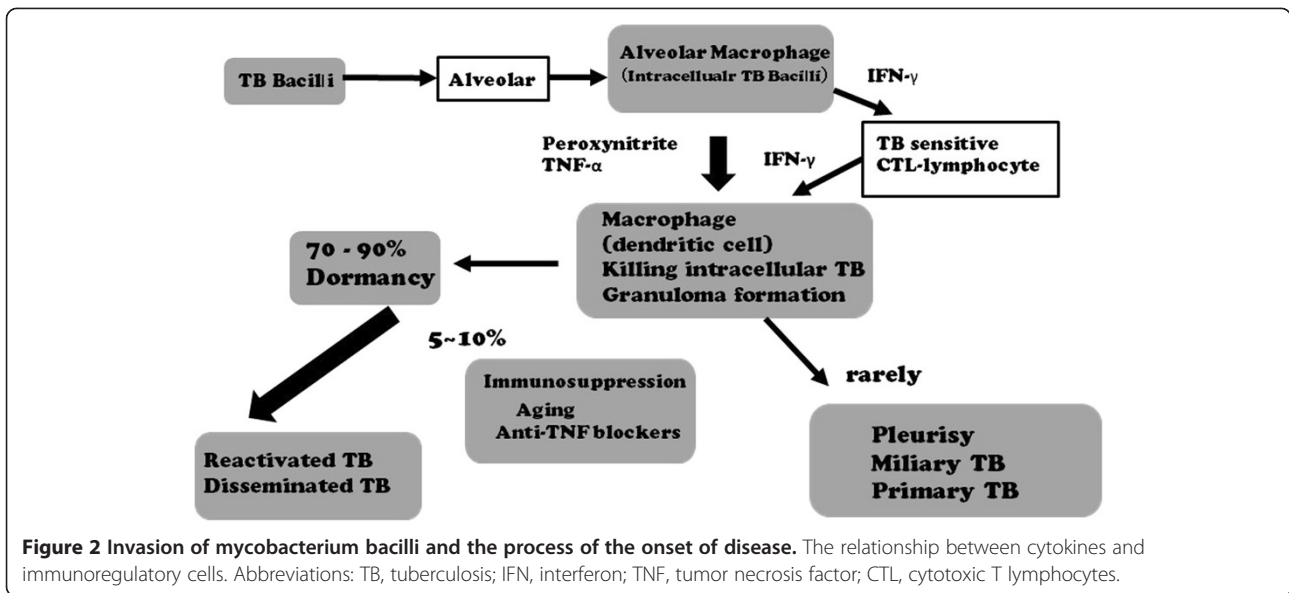 TB Bacilli
Alveolar
Alveolar Macrophage
(Intracellualr TB Bacilli)
IFN-γ
TB sensitive
CTL-lymphocyte
Peroxynitrite
TNF-α
IFN-γ
Macrophage
(dendritic cell)
Killing intracellular TB
Granuloma formation
70 - 90%
Dormancy
5~10%
Immunosuppression
Aging
Anti-TNF blockers
rarely
Reactivated TB
Disseminated TB
Pleurisy
Miliary TB
Primary TB
Figure 2 Invasion of mycobacterium bacilli and the process of the onset of disease. The relationship between cytokines and
immunoregulatory cells. Abbreviations: TB, tuberculosis; IFN, interferon; TNF, tumor necrosis factor; CTL, cytotoxic T lymphocytes.